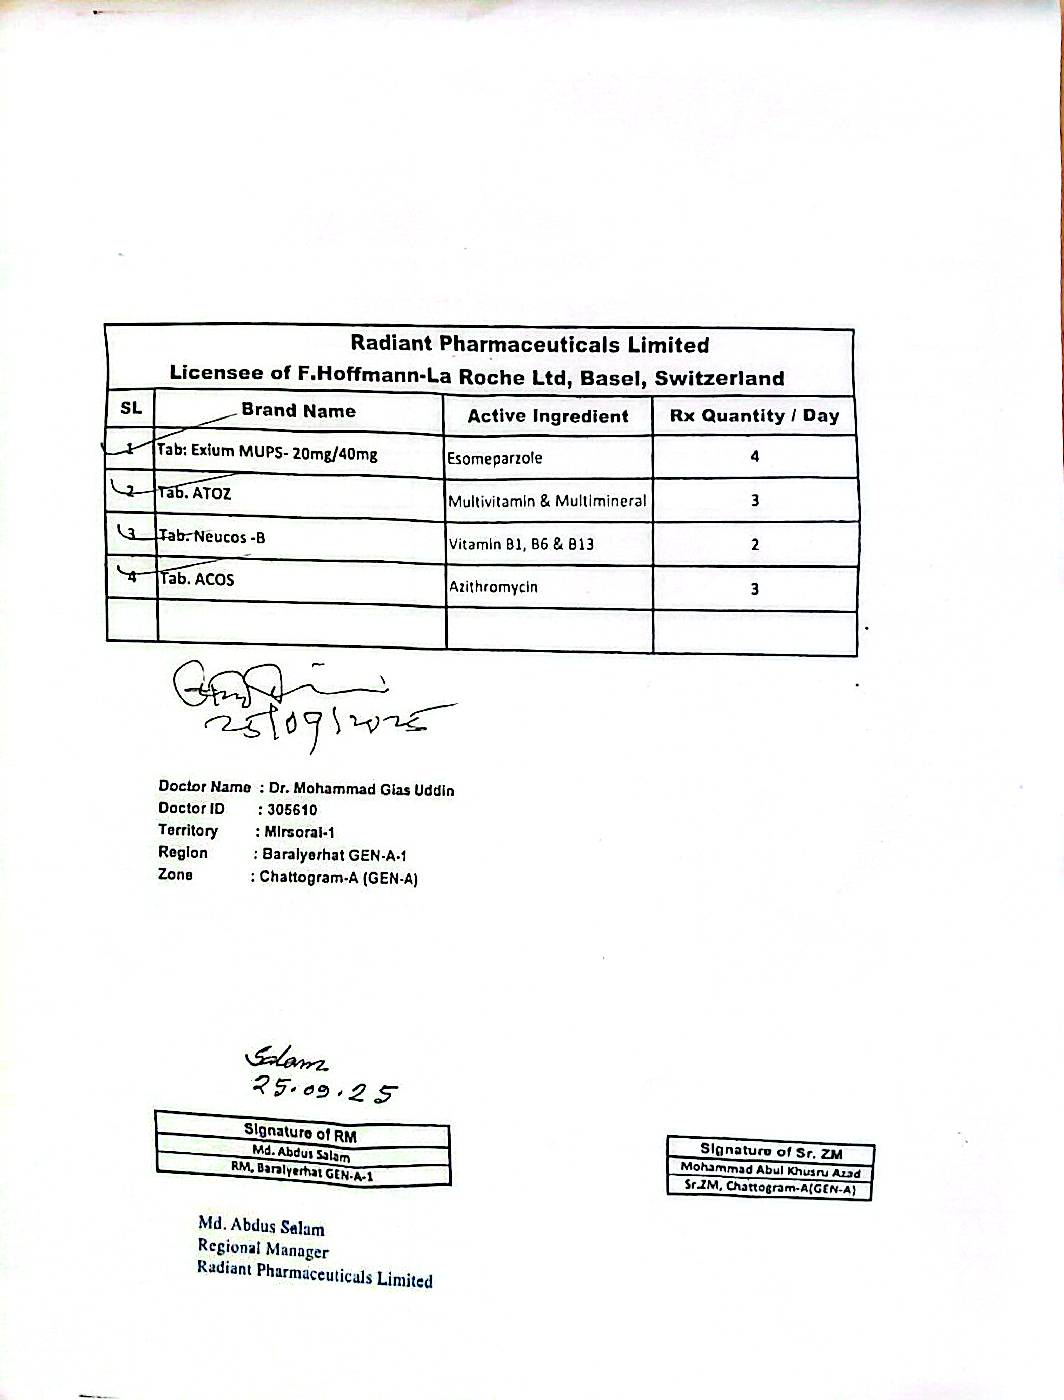 Radiant Pharmaceuticals Limited
Licensee of F.Hoffmann-La Roche Ltd, Basel, Switzerland
SL Brand Name Active Ingredient Rx Quantity / Day
1 Tab: Exium MUPS- 20mg/40mg Esomeparzole 4
2 Tab. ATOZ Multivitamin & Multimineral 3
3 Tab. Neucos -B Vitamin B1, B6 & B13 2
4 Tab. ACOS Azithromycin 3
25/09/2025
Doctor Name : Dr. Mohammad Gias Uddin
Doctor ID : 305610
Territory : Mirsorai-1
Region : Baraiyerhat GEN-A-1
Zone : Chattogram-A (GEN-A)
Salam
25.09.25
Signature of RM
Md. Abdus Salam
RM, Baraiyerhat GEN-A-1
Signature of Sr. ZM
Mohammad Abul Khusru Azad
Sr.ZM, Chattogram-A(GEN-A)
Md. Abdus Salam
Regional Manager
Radiant Pharmaceuticals Limited